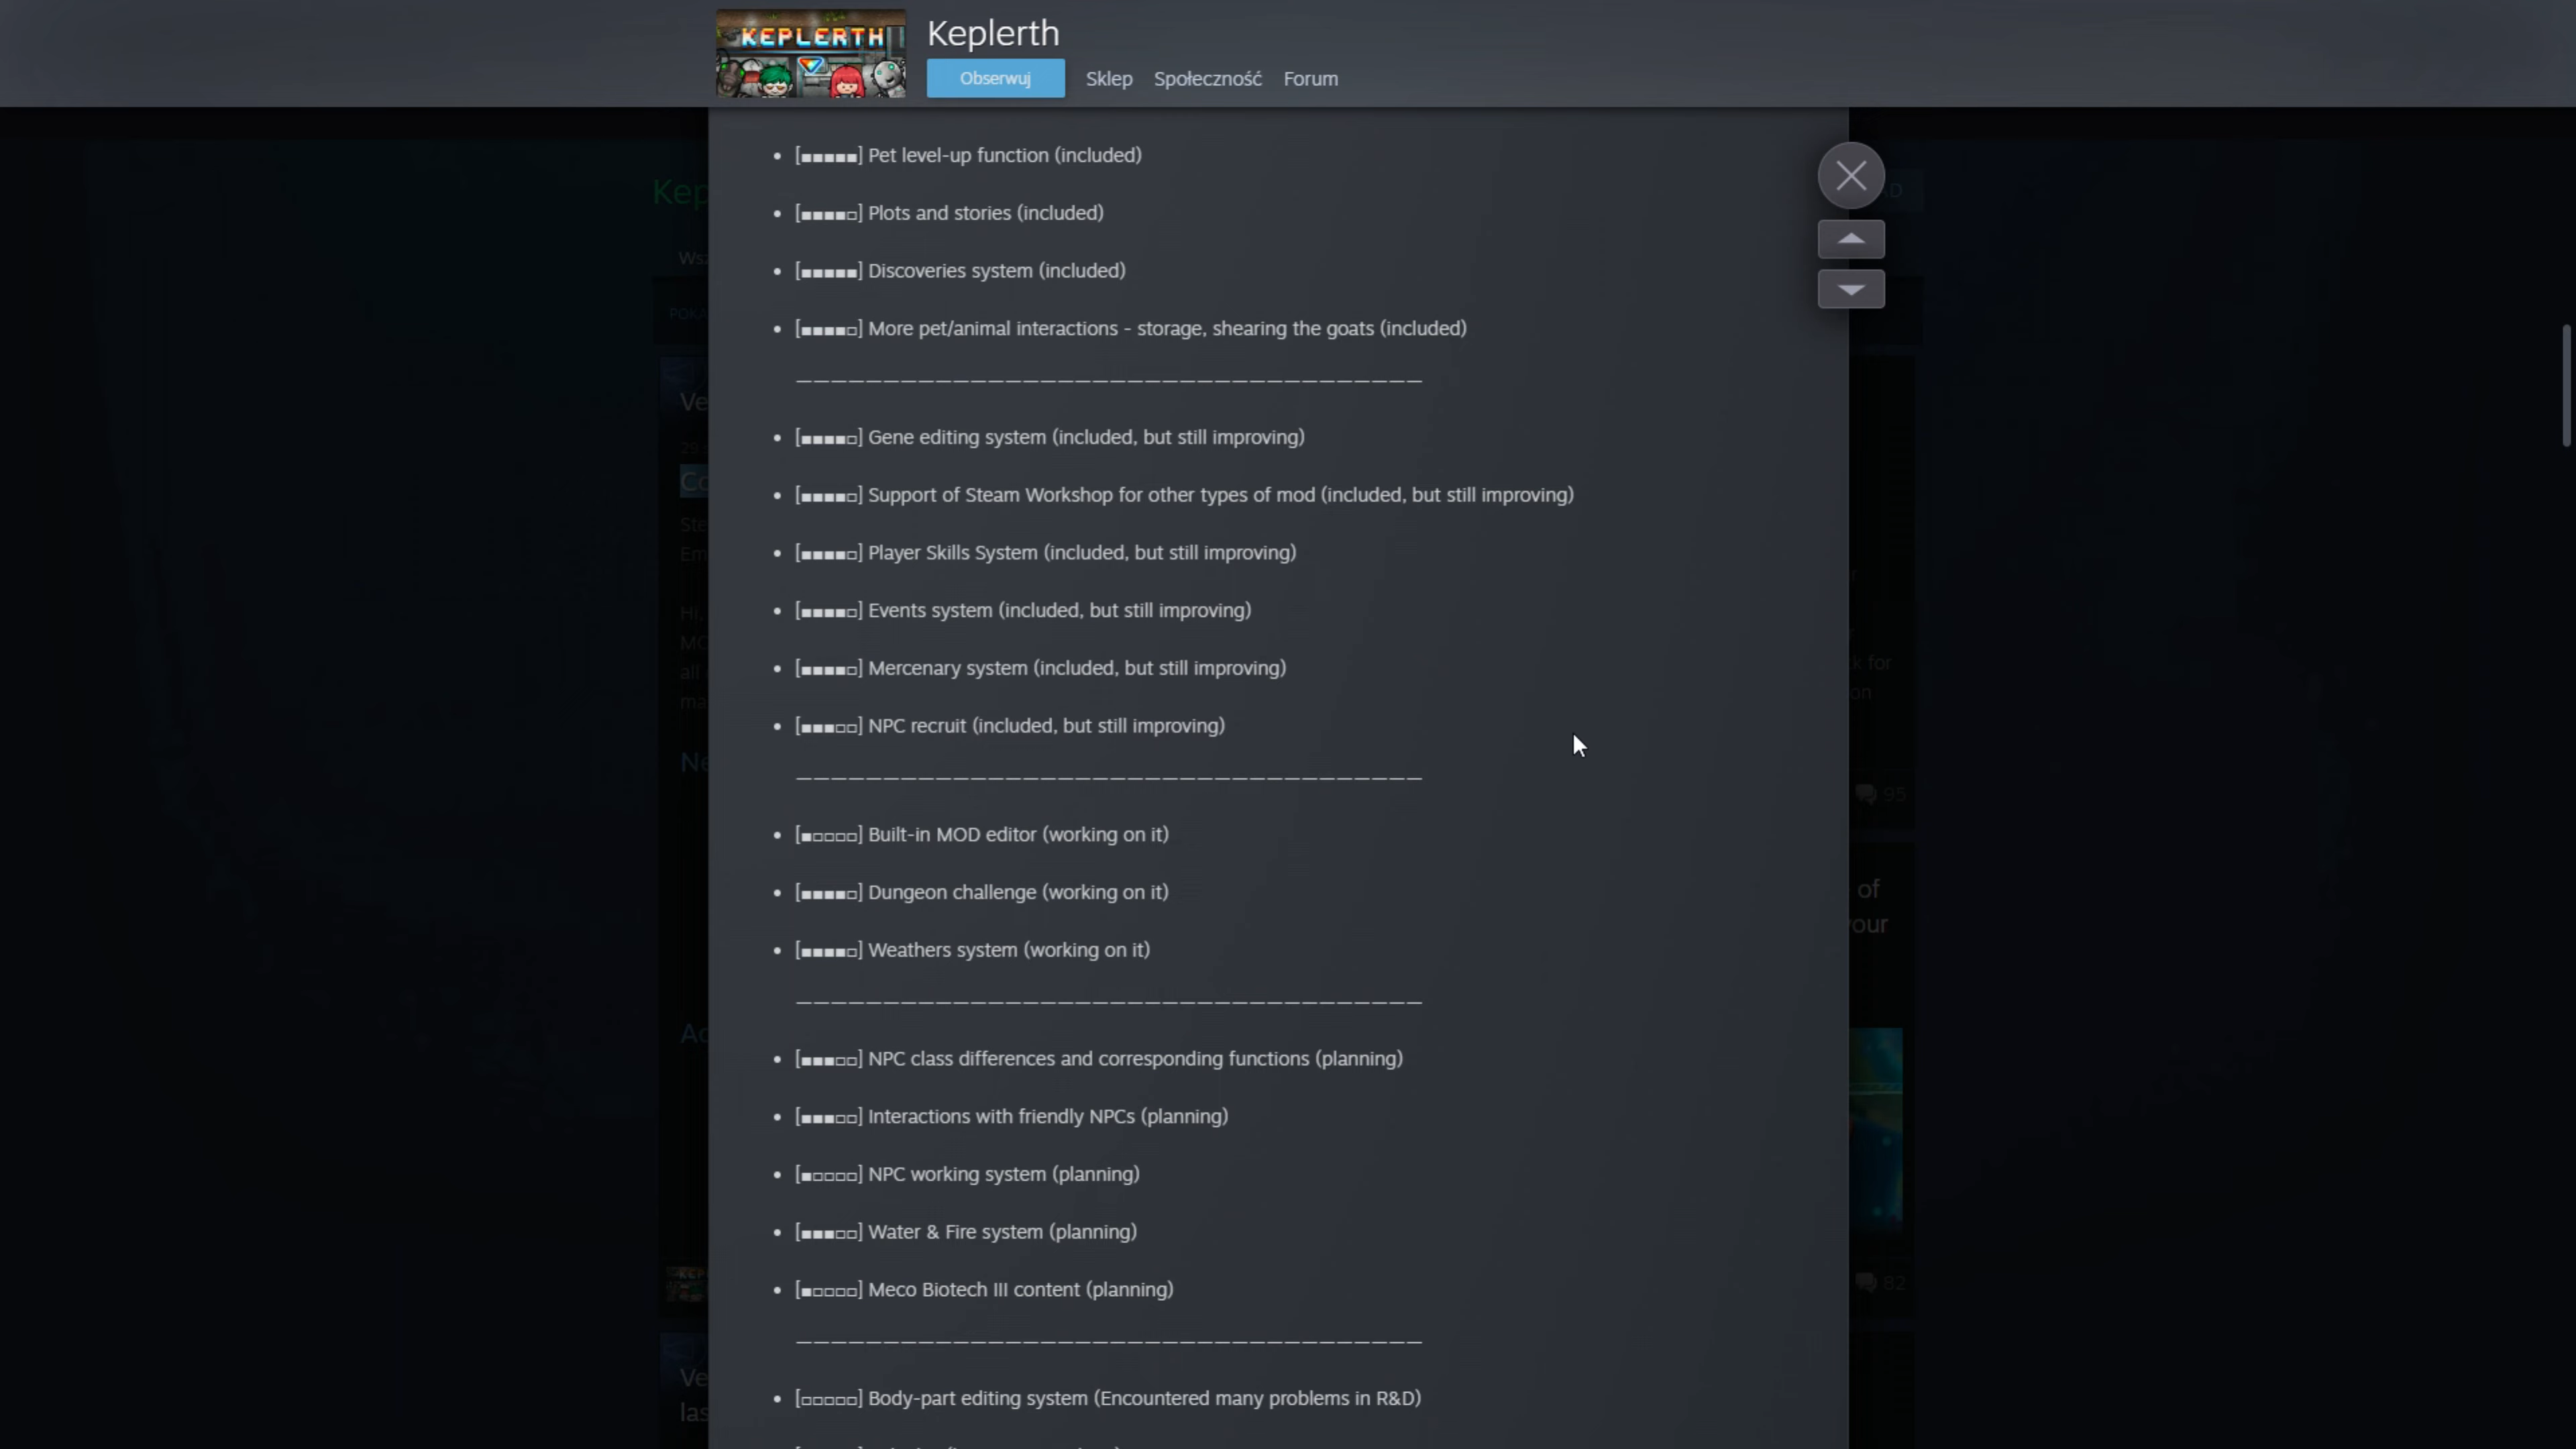 KEPLERTH
Keplerth
Obserwuj
Sklep
Społeczność
Forum
• [■■■■■] Pet level-up function (included)
• [■■■■□] Plots and stories (included)
• [■■■■■] Discoveries system (included)
• [■■■■□] More pet/animal interactions - storage, shearing the goats (included)
————————————————————————————————————
• [■■■■□] Gene editing system (included, but still improving)
• [■■■■□] Support of Steam Workshop for other types of mod (included, but still improving)
• [■■■■□] Player Skills System (included, but still improving)
• [■■■■□] Events system (included, but still improving)
• [■■■■□] Mercenary system (included, but still improving)
• [■■■□□] NPC recruit (included, but still improving)
————————————————————————————————————
• [■□□□□] Built-in MOD editor (working on it)
• [■■■■□] Dungeon challenge (working on it)
• [■■■■□] Weathers system (working on it)
————————————————————————————————————
• [■■■□□] NPC class differences and corresponding functions (planning)
• [■■■□□] Interactions with friendly NPCs (planning)
• [■□□□□] NPC working system (planning)
• [■■■□□] Water & Fire system (planning)
• [■□□□□] Meco Biotech III content (planning)
————————————————————————————————————
• [□□□□□] Body-part editing system (Encountered many problems in R&D)
95
of
82